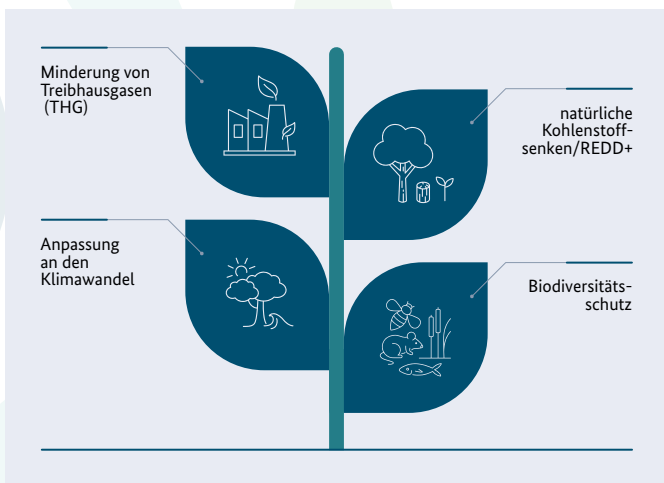 Minderung von
Treibhausgasen
(THG)
natürliche
Kohlenstoff-
senken/REDD+
Anpassung
an den
Klimawandel
Biodiversitäts-
schutz